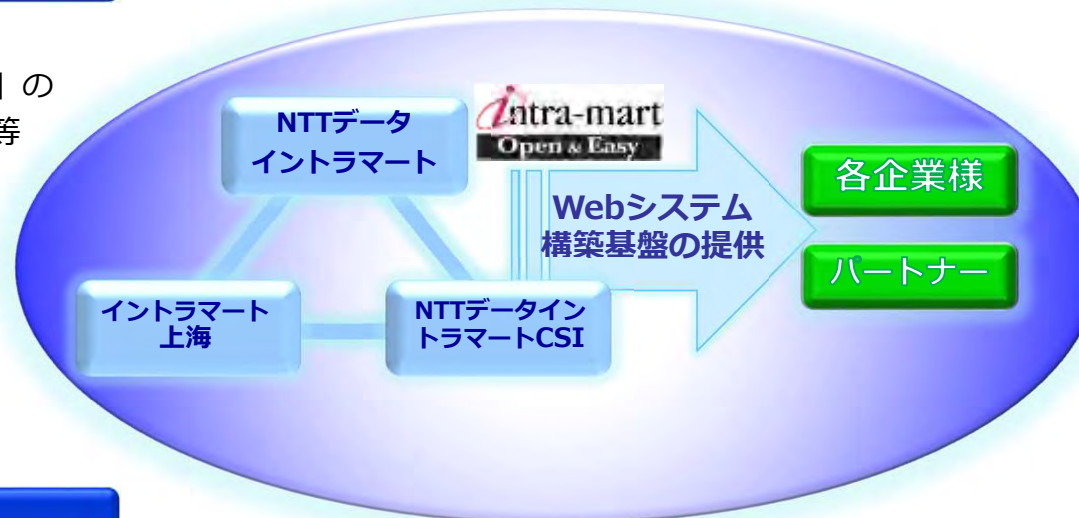 」の
等
NTTデータ
イントラマート
intra-mart
Open & Easy
Webシステム
構築基盤の提供
各企業様
パートナー
イントラマート
上海
NTTデータイン
トラマートCSI